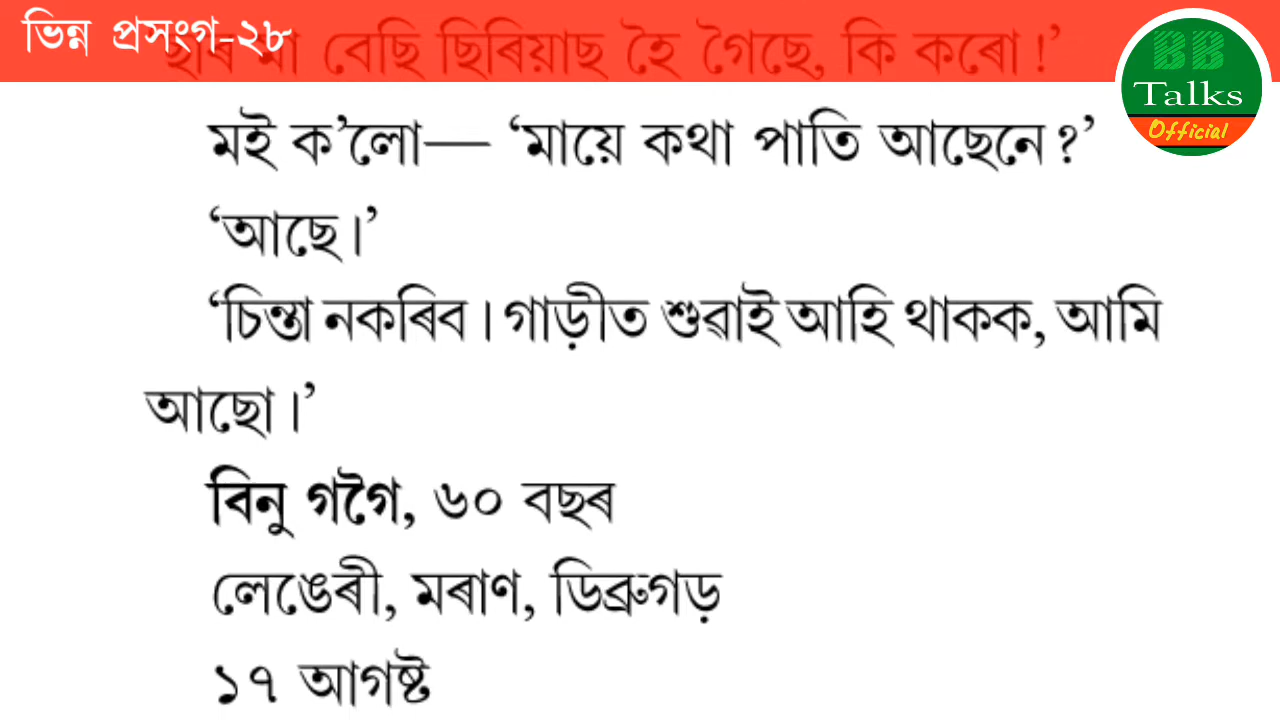 ভিন্ন প্ৰসংগ-২৮
ছাৰ মা বেছি ছিৰিয়াছ হৈ গৈছে, কি কৰো !’
BB
Talks
Official
মই ক’লো— ‘মায়ে কথা পাতি আছেনে ?’
‘আছে।’
‘চিন্তা নকৰিব। গাড়ীত শুৱাই আহি থাকক, আমি
আছো।’
বিনু গগৈ, ৬০ বছৰ
লেঙেৰী, মৰাণ, ডিব্ৰুগড়
১৭ আগষ্ট